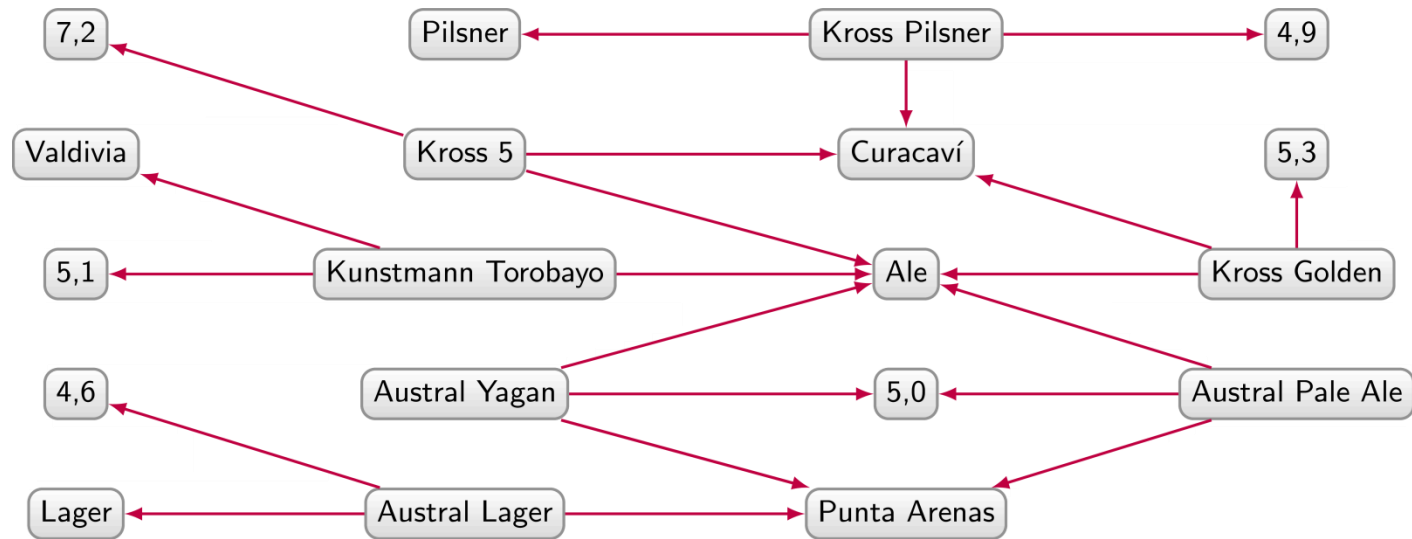 7,2
Pilsner
Kross Pilsner
4,9
Valdivia
Kross 5
Curacaví
5,3
5,1
Kunstmann Torobayo
Ale
Kross Golden
4,6
Austral Yagan
5,0
Austral Pale Ale
Lager
Austral Lager
Punta Arenas